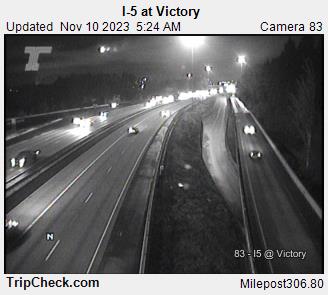 I-5 at Victory
Updated Nov 10 2023 5:24 AM Camera 83
T
N
83 - I5 @ Victory
TripCheck.com Milepost306.80